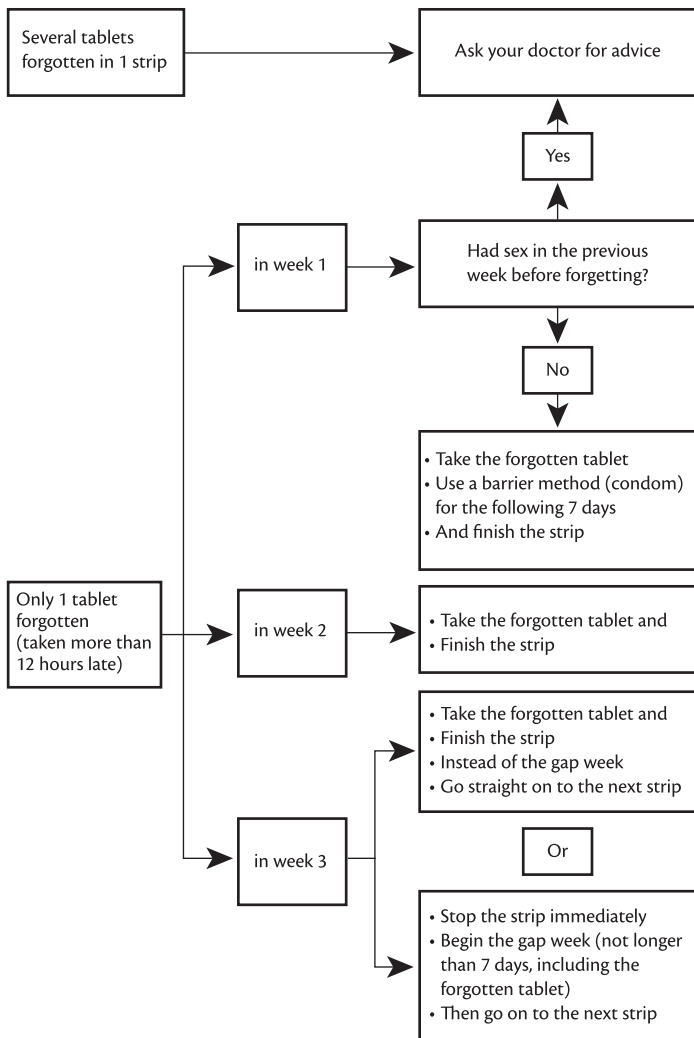 Several tablets
forgotten in 1 strip
Ask your doctor for advice
Yes
in week 1
Had sex in the previous
week before forgetting?
No
• Take the forgotten tablet
• Use a barrier method (condom)
for the following 7 days
• And finish the strip
Only 1 tablet
forgotten
(taken more than
12 hours late)
in week 2
• Take the forgotten tablet and
• Finish the strip
• Take the forgotten tablet and
• Finish the strip
• Instead of the gap week
• Go straight on to the next strip
in week 3
Or
• Stop the strip immediately
• Begin the gap week (not longer
than 7 days, including the
forgotten tablet)
• Then go on to the next strip